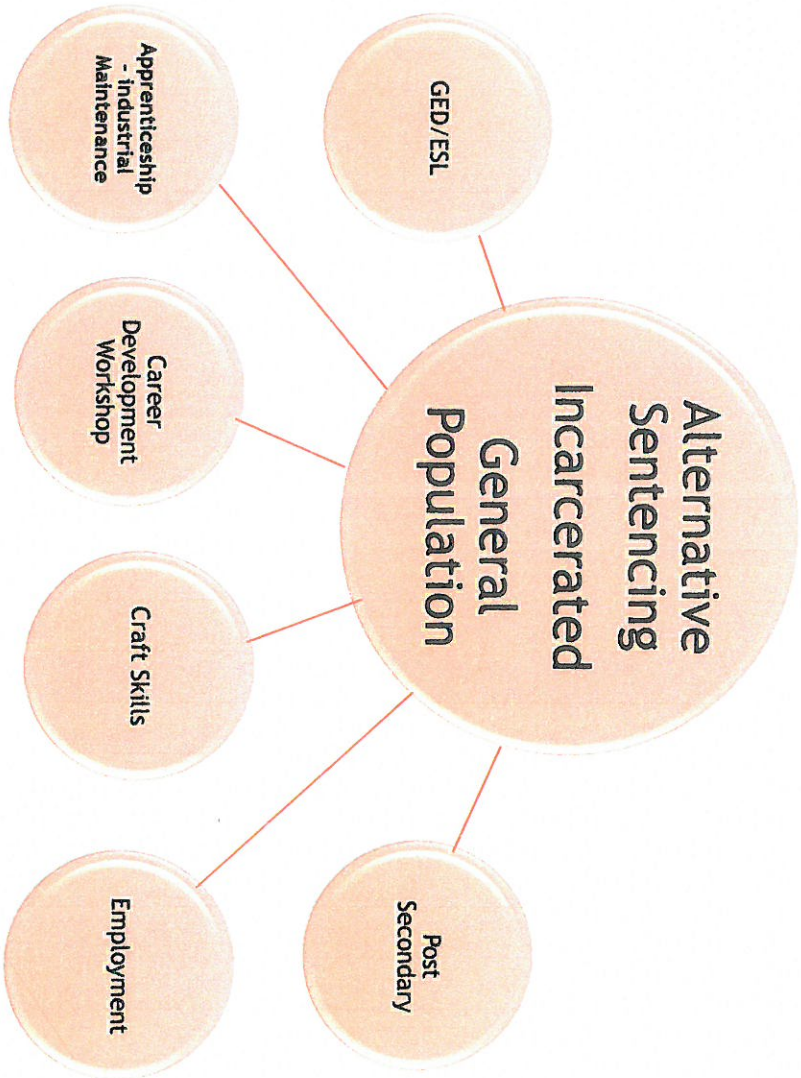 Alternative
Sentencing
Incarcerated
General
Population
GED/ESL
Post
Secondary
Apprenticeship
- Industrial
Maintenance
Career
Development
Workshop
Craft Skills
Employment